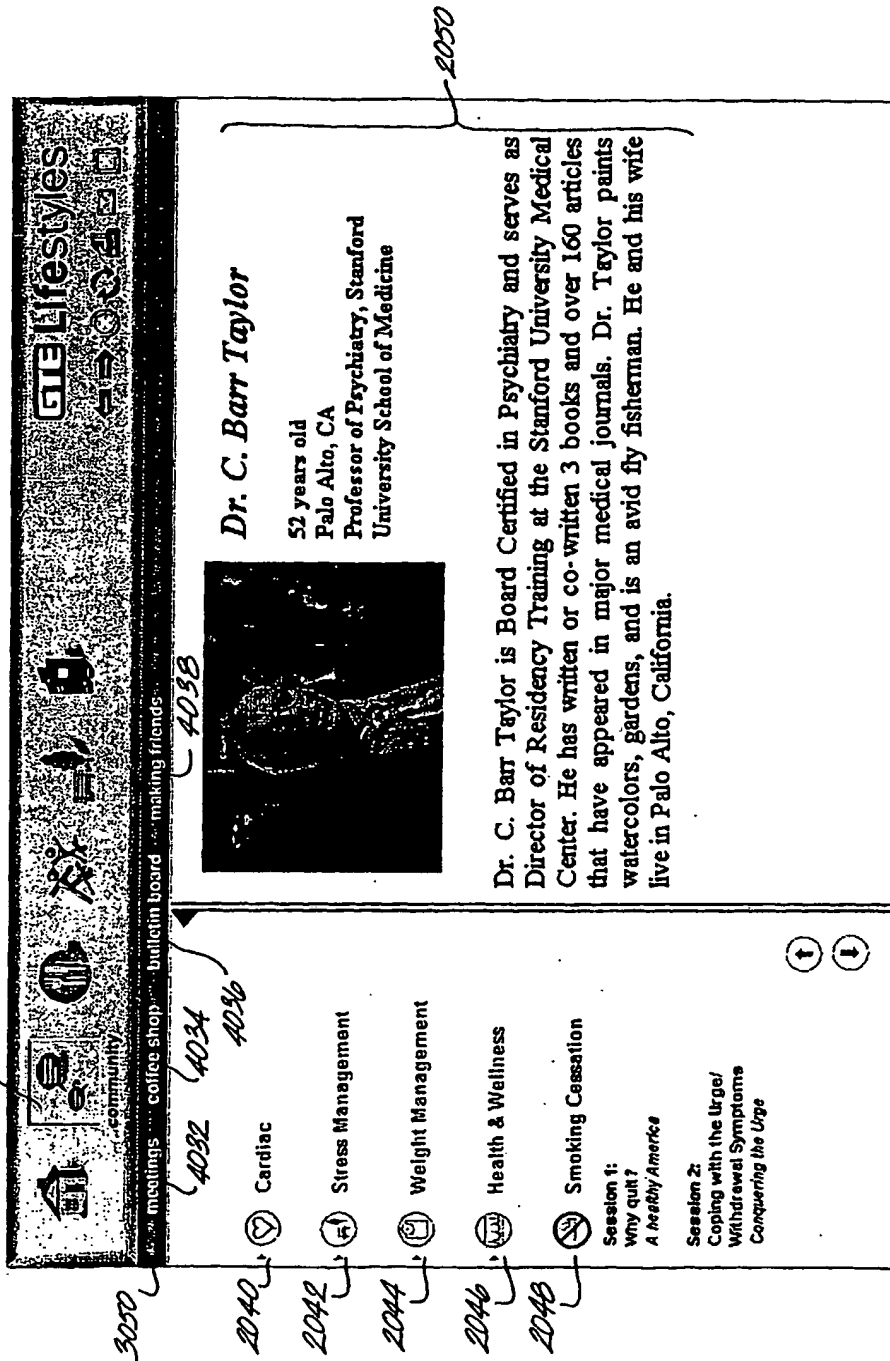 GTE Lifestyles
community
meetings coffee shop bulletin board making friends
3050
4032
4034
4036
4038
2040
Cardiac
2042
Stress Management
2044
Weight Management
2046
Health & Wellness
2048
Smoking Cessation
Session 1:
Why quit?
A healthy America
Session 2:
Coping with the Urge/
Withdrawal Symptoms
Conquering the Urge
Dr. C. Barr Taylor
52 years old
Palo Alto, CA
Professor of Psychiatry, Stanford
University School of Medicine
Dr. C. Barr Taylor is Board Certified in Psychiatry and serves as
Director of Residency Training at the Stanford University Medical
Center. He has written or co-written 3 books and over 160 articles
that have appeared in major medical journals. Dr. Taylor paints
watercolors, gardens, and is an avid fly fisherman. He and his wife
live in Palo Alto, California.
2050